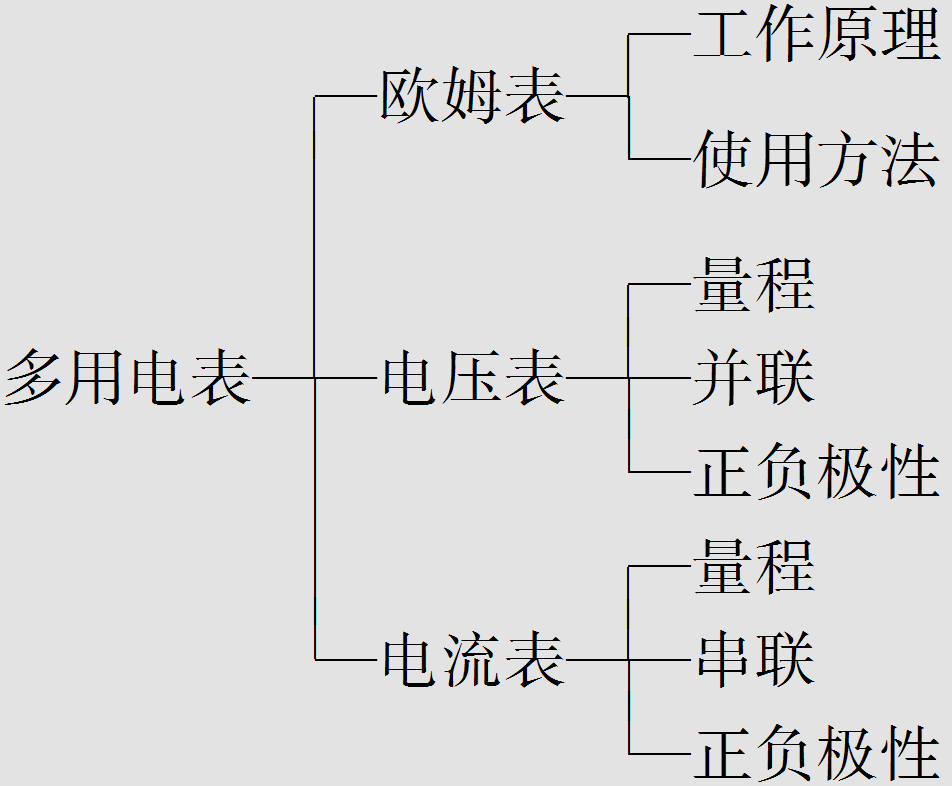 多用电表
欧姆表
工作原理
使用方法
电压表
量程
并联
正负极性
电流表
量程
串联
正负极性